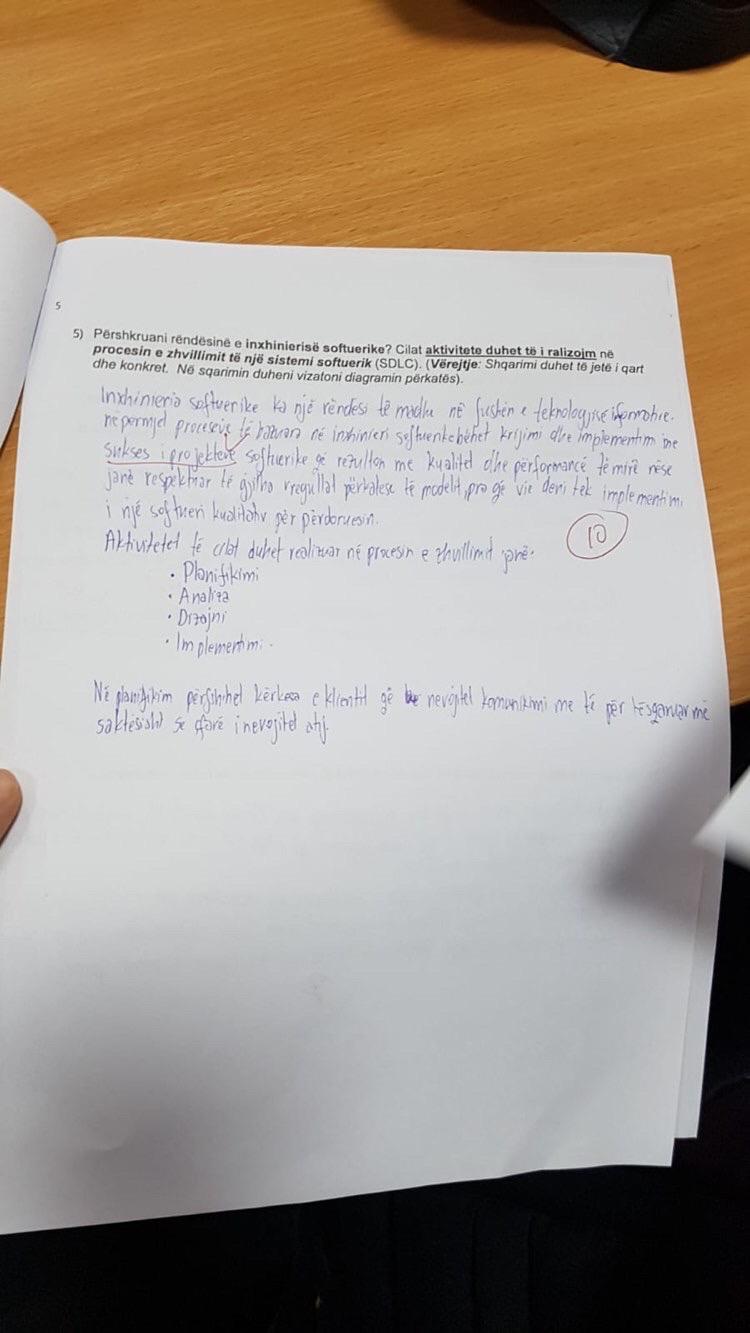 5
5) Përshkruani rëndësinë e inxhinierisë softuerike? Cilat aktivitete duhet të i ralizojm në
procesin e zhvillimit të një sistemi softuerik (SDLC). (Vërejtje: Shqarimi duhet të jetë i qart
dhe konkret. Në sqarimin duheni vizatoni diagramin përkatës).
Inxhinieria softuerike ka një rëndësi të madhe në fushën e teknologjisë informative.
nëpërmjet proceseve të bazuara në inxhinieri softuerike bëhet krijimi dhe implementimi me
sukses i projekteve softuerike që rezulton me kualitet dhe performancë të mirë nëse
janë respektuar të gjitha rregullat përkatëse të modelit, pra që vie deri tek implementimi
i një softueri kualitativ për përdoruesin.
10
Aktivitetet të cilat duhet realizuar në procesin e zhvillimit janë:
• Planifikimi
• Analiza
• Dizajni
• Implementimi.
Në planifikim përfshihet kërkesa e klientit që nevojitet komunikimi me të për të sqaruar më
saktësisht se çfarë i nevojitet atij.